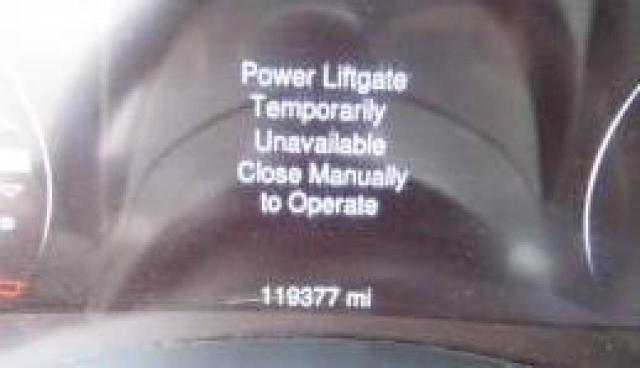 Power Liftgate
Temporarily
Unavailable
Close Manually
to Operate
119377 mi